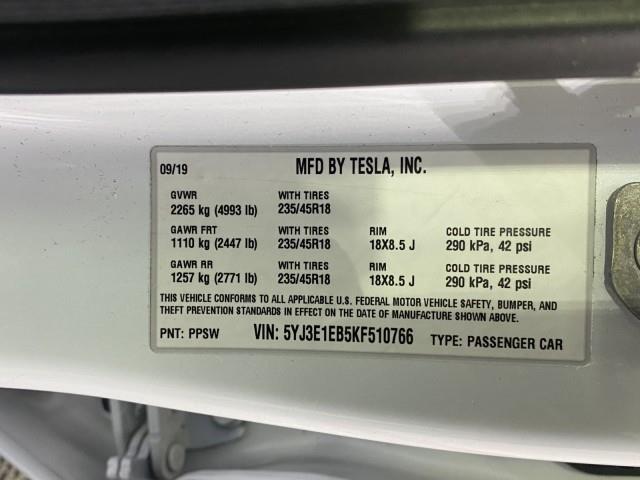 09/19 MFD BY TESLA, INC.
GVWR WITH TIRES
2265 kg (4993 lb) 235/45R18
GAWR FRT WITH TIRES RIM COLD TIRE PRESSURE
1110 kg (2447 lb) 235/45R18 18X8.5 J 290 kPa, 42 psi
GAWR RR WITH TIRES RIM COLD TIRE PRESSURE
1257 kg (2771 lb) 235/45R18 18X8.5 J 290 kPa, 42 psi
THIS VEHICLE CONFORMS TO ALL APPLICABLE U.S. FEDERAL MOTOR VEHICLE SAFETY, BUMPER, AND
THEFT PREVENTION STANDARDS IN EFFECT ON THE DATE OF MANUFACTURE SHOWN ABOVE.
PNT: PPSW VIN: 5YJ3E1EB5KF510766 TYPE: PASSENGER CAR